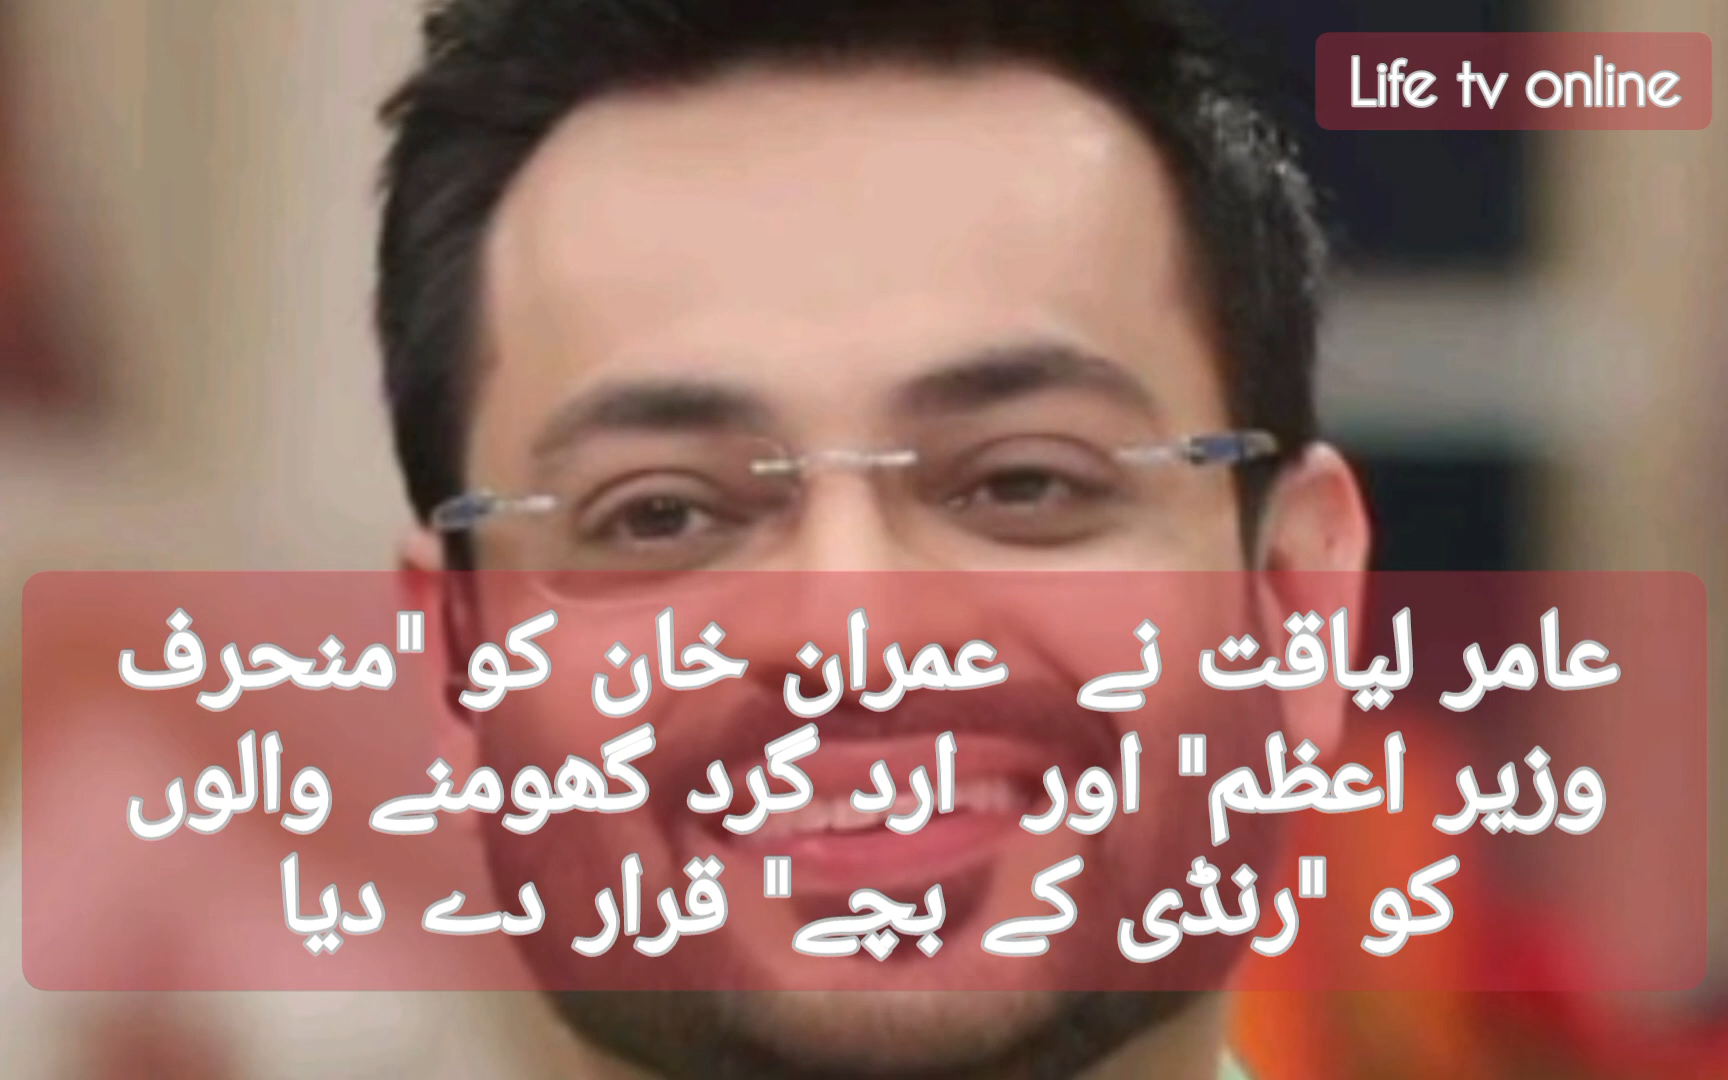 Life tv online
عامر لیاقت نے عمران خان کو "منحرف
وزیر اعظم" اور ارد گرد گھومنے والوں
کو "رنڈی کے بچے" قرار دے دیا